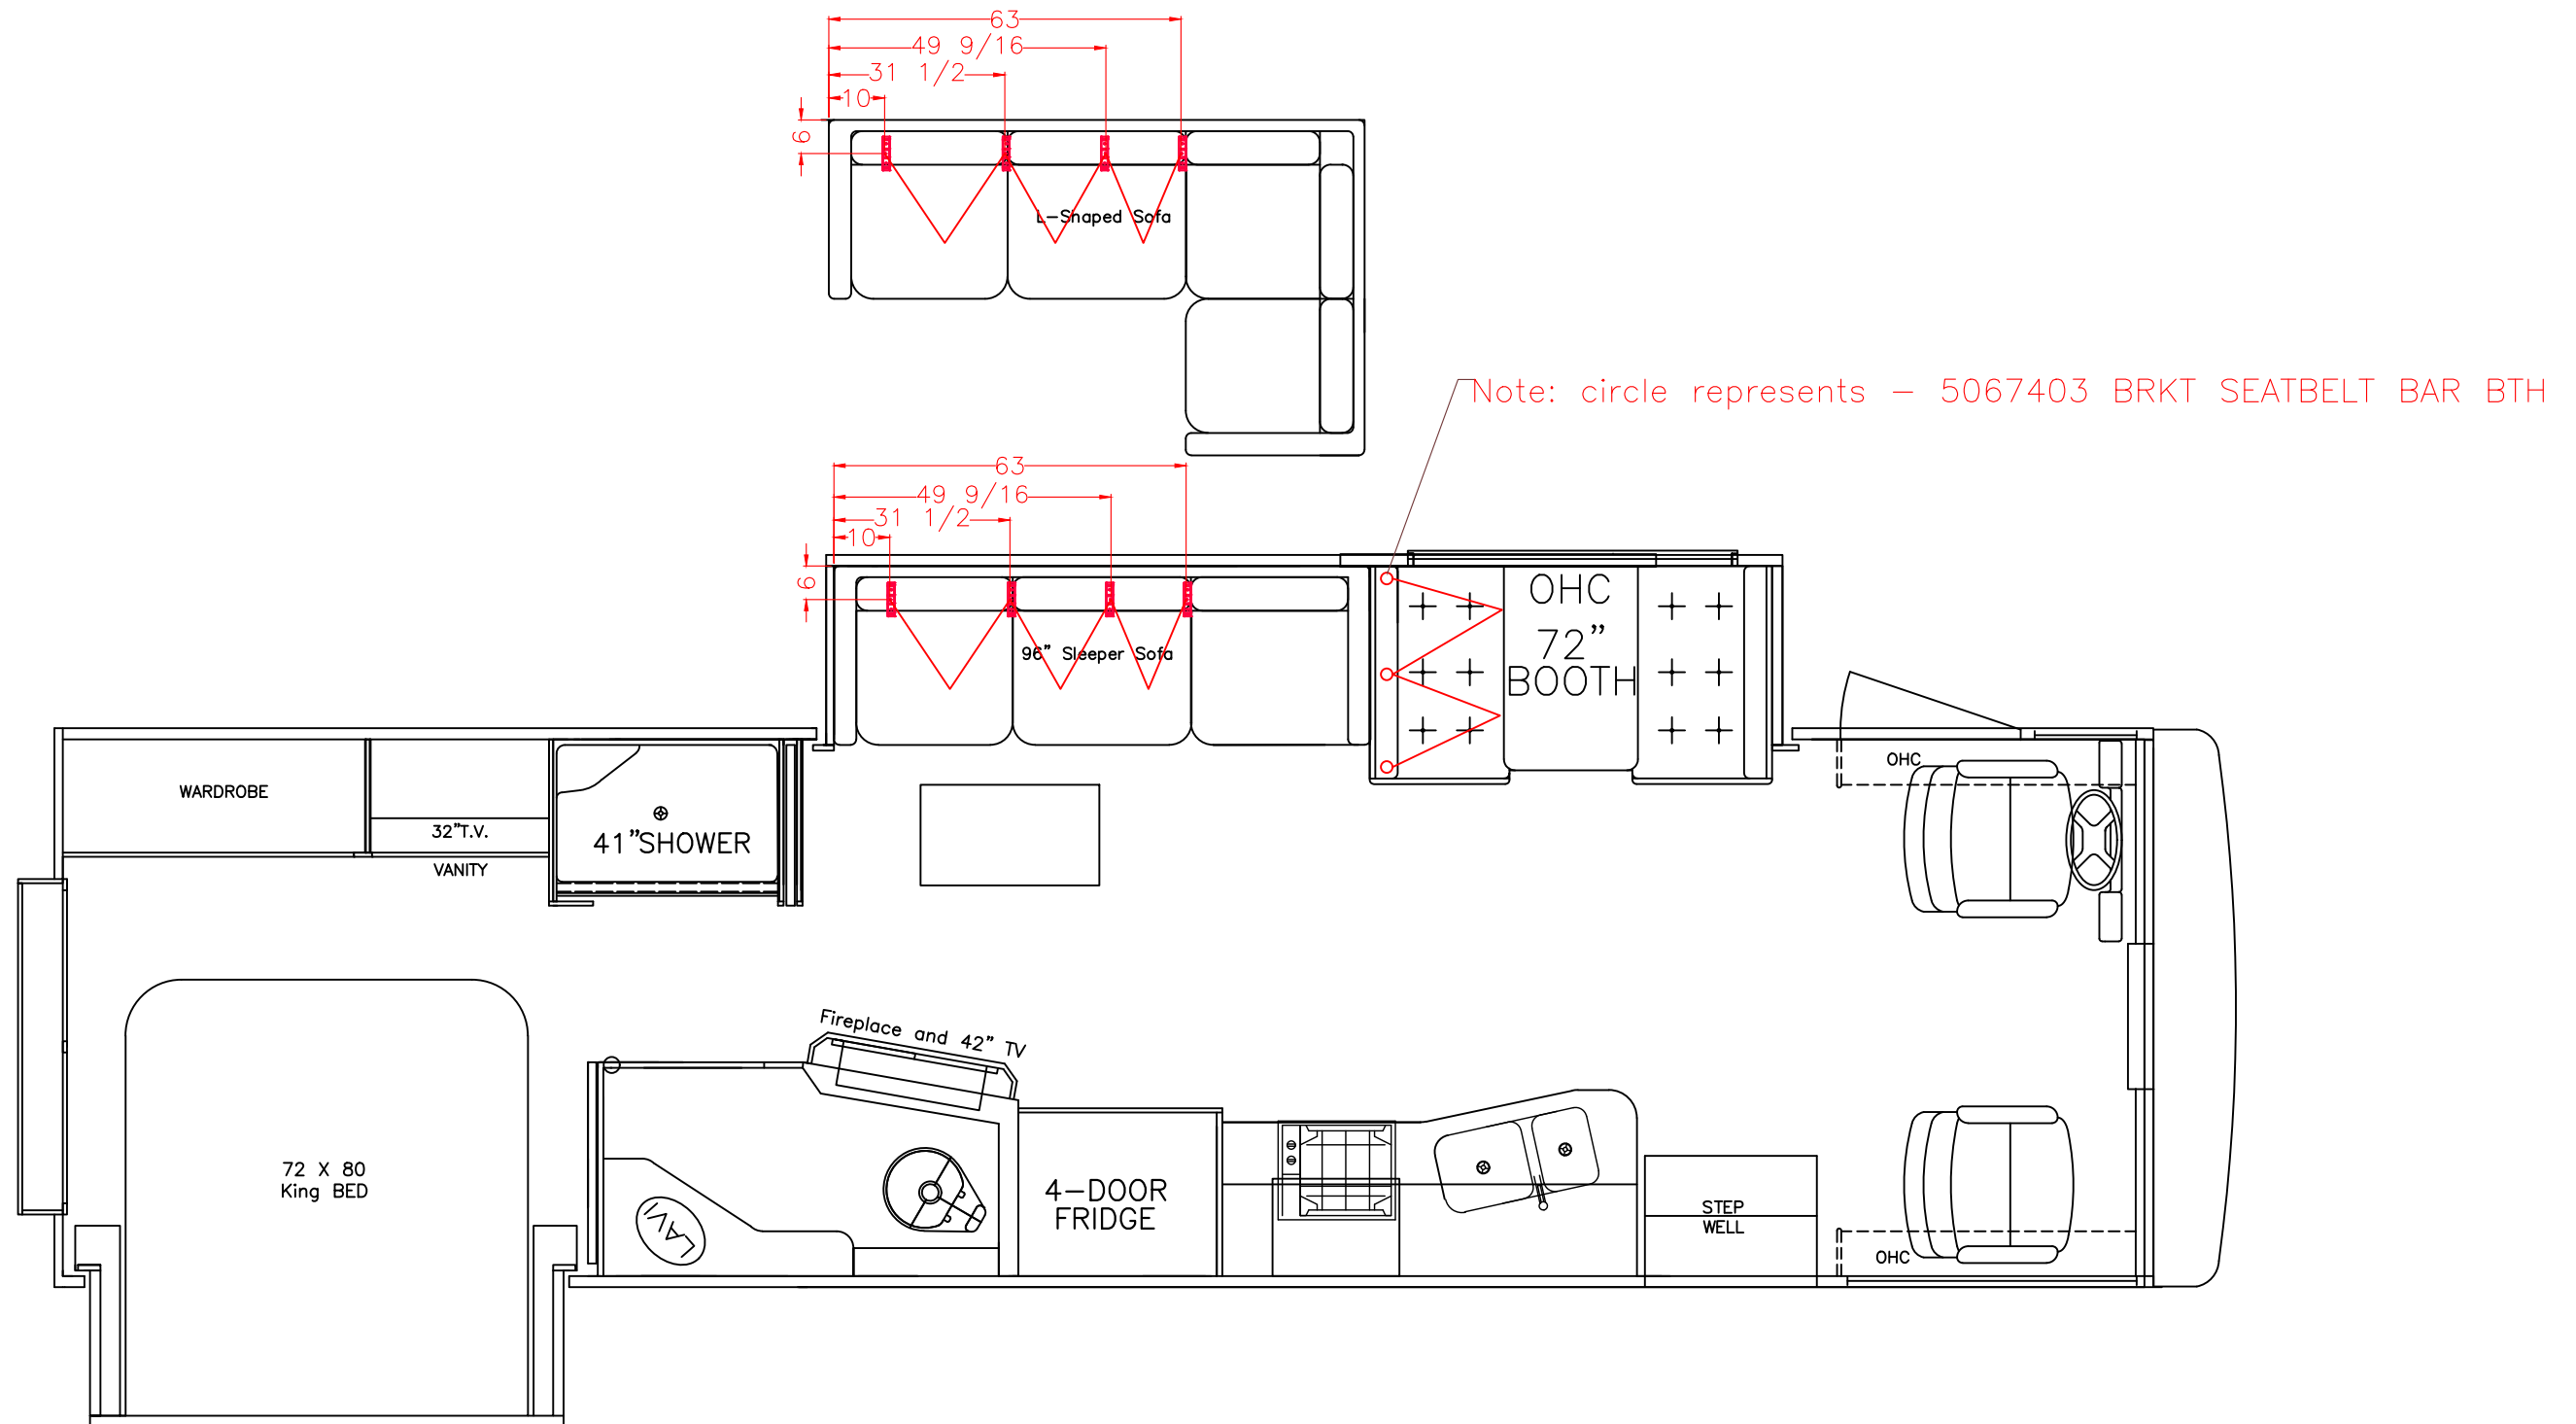 63
49 9/16
31 1/2
10
6
L-Shaped Sofa
Note: circle represents - 5067403 BRKT SEATBELT BAR BTH
63
49 9/16
31 1/2
10
6
96" Sleeper Sofa
OHC
72"
BOOTH
WARDROBE
32"T.V.
VANITY
41"SHOWER
OHC
Fireplace and 42" TV
72 X 80
King BED
LAVI
4-DOOR
FRIDGE
STEP
WELL
OHC